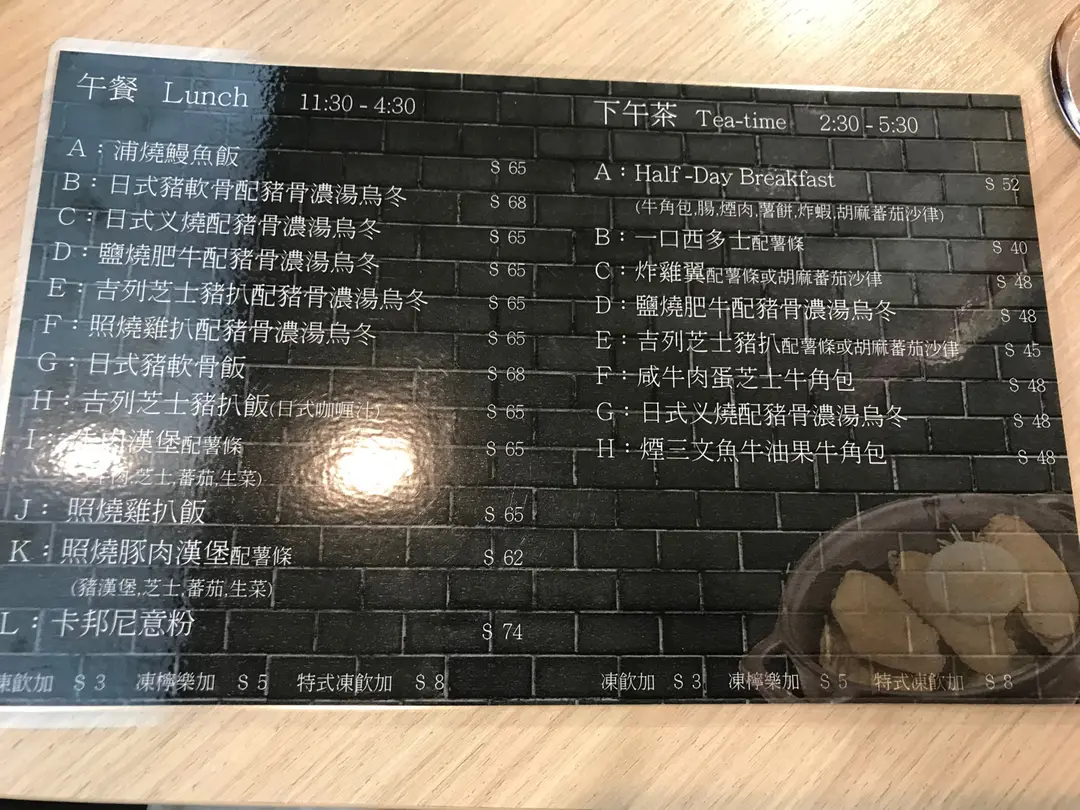 午餐 Lunch 11:30 - 4:30
A：浦燒鰻魚飯 $ 65
B：日式豬軟骨配豬骨濃湯烏冬 $ 68
C：日式义燒配豬骨濃湯烏冬 $ 65
D：鹽燒肥牛配豬骨濃湯烏冬 $ 65
E：吉列芝士豬扒配豬骨濃湯烏冬 $ 65
F：照燒雞扒配豬骨濃湯烏冬 $ 65
G：日式豬軟骨飯 $ 68
H：吉列芝士豬扒飯(日式咖喱汁) $ 65
I：牛肉漢堡配薯條 $ 65
芝士,蕃茄,生菜)
J：照燒雞扒飯 $ 65
K：照燒豚肉漢堡配薯條 $ 62
(豬漢堡,芝士,蕃茄,生菜)
L：卡邦尼意粉 $ 74
凍飲加 $ 3 凍檸樂加 $ 5 特式凍飲加 $ 8
下午茶 Tea-time 2:30 - 5:30
A：Half -Day Breakfast $ 52
(牛角包,腸,煙肉,薯餅,炸蝦,胡麻蕃茄沙律)
B：一口西多士配薯條 $ 40
C：炸雞翼配薯條或胡麻蕃茄沙律 $ 48
D：鹽燒肥牛配豬骨濃湯烏冬 $ 48
E：吉列芝士豬扒配薯條或胡麻蕃茄沙律 $ 45
F：咸牛肉蛋芝士牛角包 $ 48
G：日式义燒配豬骨濃湯烏冬 $ 48
H：煙三文魚牛油果牛角包 $ 48
凍飲加 $ 3 凍檸樂加 $ 5 特式凍飲加 $ 8